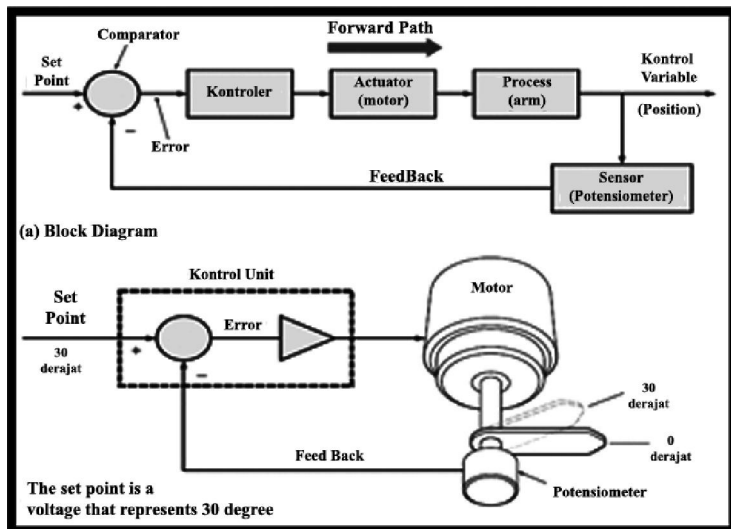 Forward Path
Comparator
Set
Point
+
−
Error
Kontroler
Actuator
(motor)
Process
(arm)
Kontrol
Variable
(Position)
FeedBack
Sensor
(Potensiometer)
(a) Block Diagram
Kontrol Unit
Set
Point
30
derajat
+
−
Error
Motor
30
derajat
0
derajat
Feed Back
Potensiometer
The set point is a
voltage that represents 30 degree